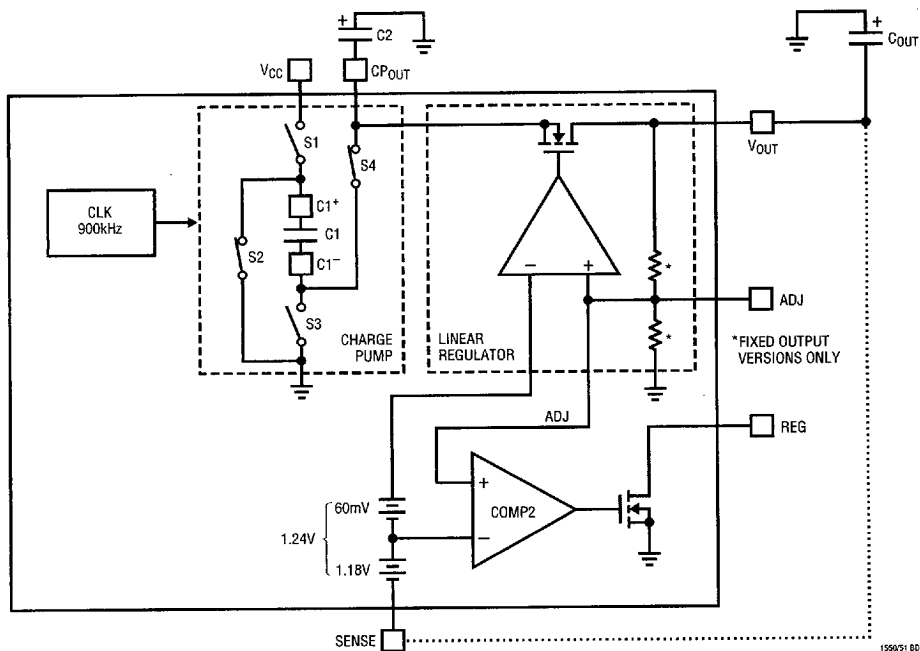 +
C2
+
COUT
VCC
CPOUT
S1
S4
VOUT
CLK
900kHz
C1+
C1
C1−
S2
S3
−
+
*
*
ADJ
CHARGE
PUMP
LINEAR
REGULATOR
*FIXED OUTPUT
VERSIONS ONLY
ADJ
REG
+
COMP2
−
60mV
1.24V
1.18V
SENSE
1550/51 BD